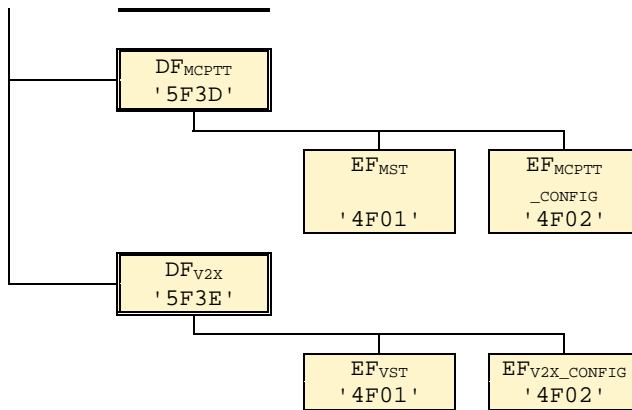 DFMCPTT
'5F3D'
EFMST
'4F01'
EFMCPTT
_CONFIG
'4F02'
DFV2X
'5F3E'
EFVST
'4F01'
EFV2X_CONFIG
'4F02'